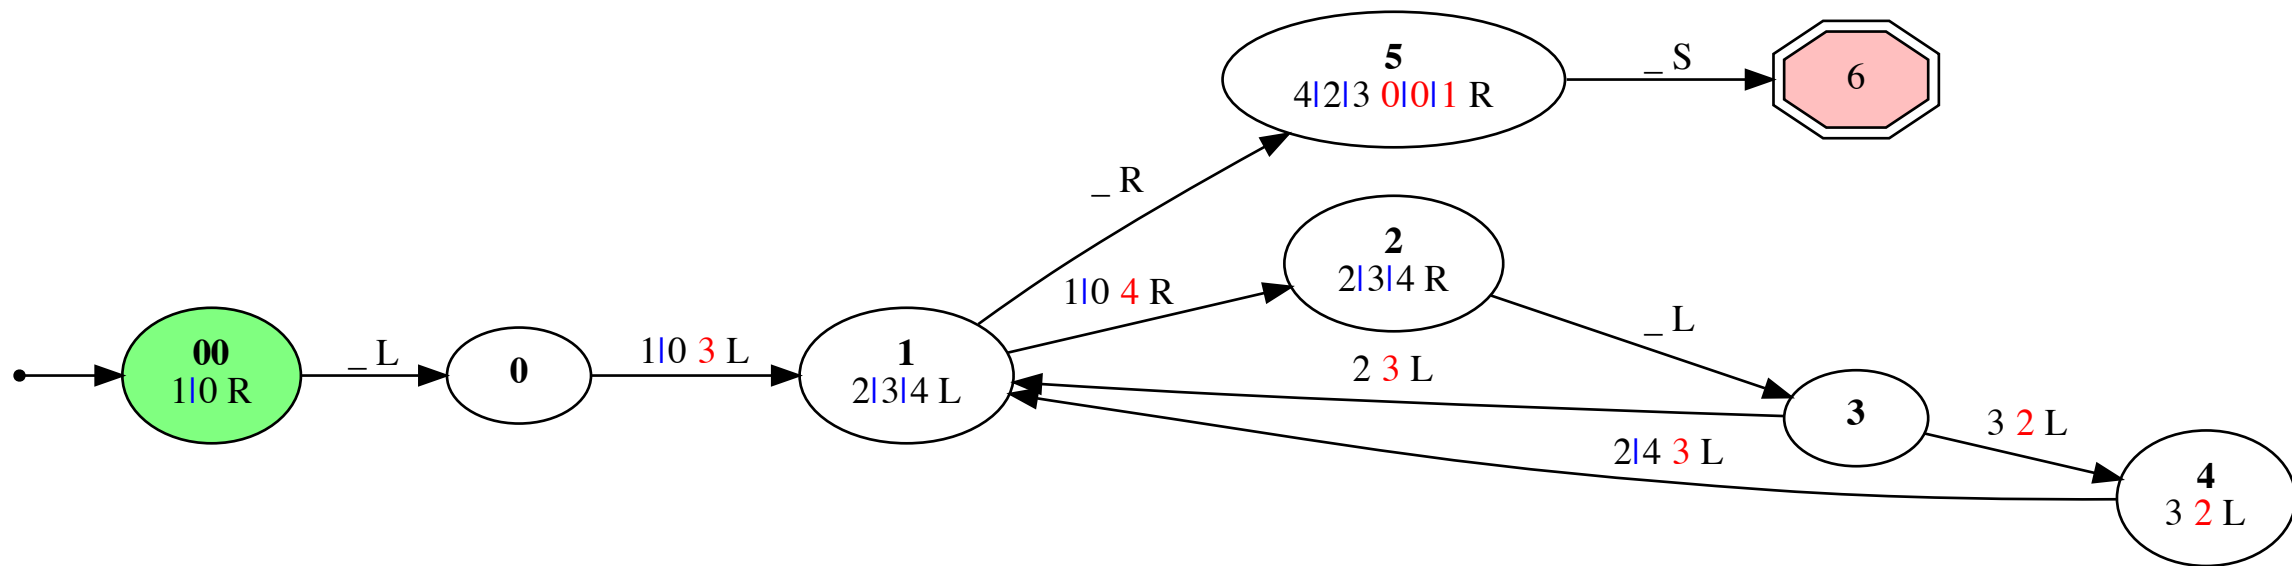 5
4|2|3 0|0|1 R
_ S
6
_ R
2
2|3|4 R
1|0 4 R
_ L
00
1|0 R
_ L
0
1|0 3 L
1
2|3|4 L
2 3 L
3
3 2 L
2|4 3 L
4
3 2 L